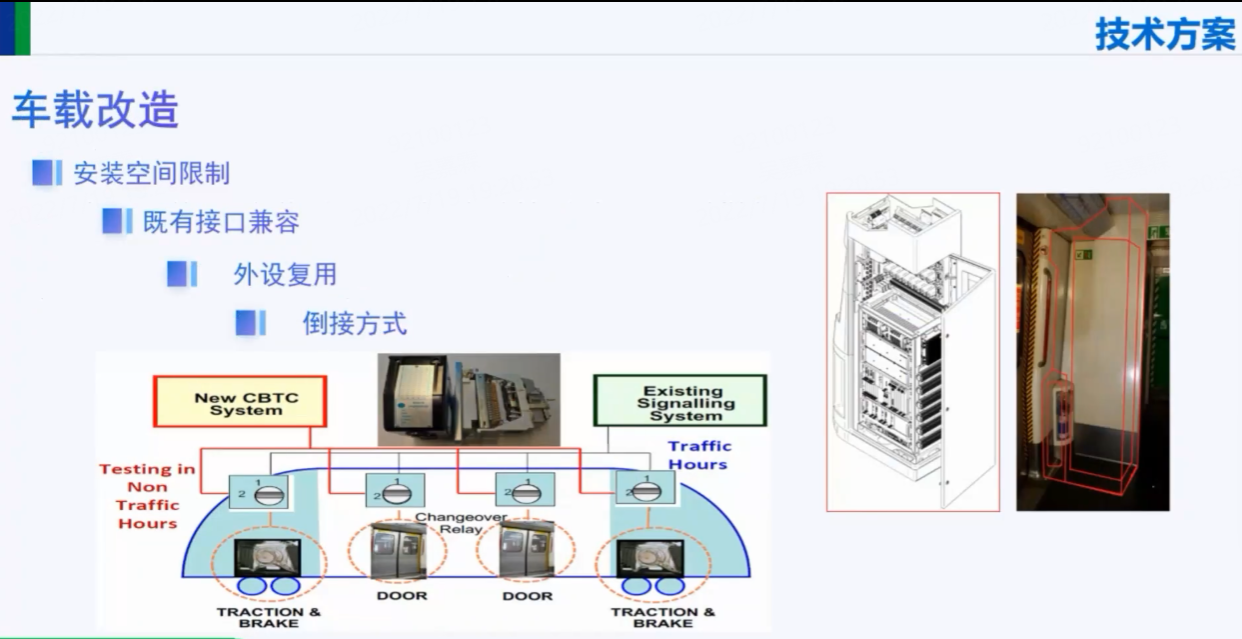 技术方案
车载改造
安装空间限制
既有接口兼容
外设复用
倒接方式
New CBTC
System
Existing
Signalling
System
Traffic
Hours
Testing in
Non
Traffic
Hours
1
2
2
1
2
1
1
2
Changeover
Relay
TRACTION &
BRAKE
DOOR
DOOR
TRACTION &
BRAKE